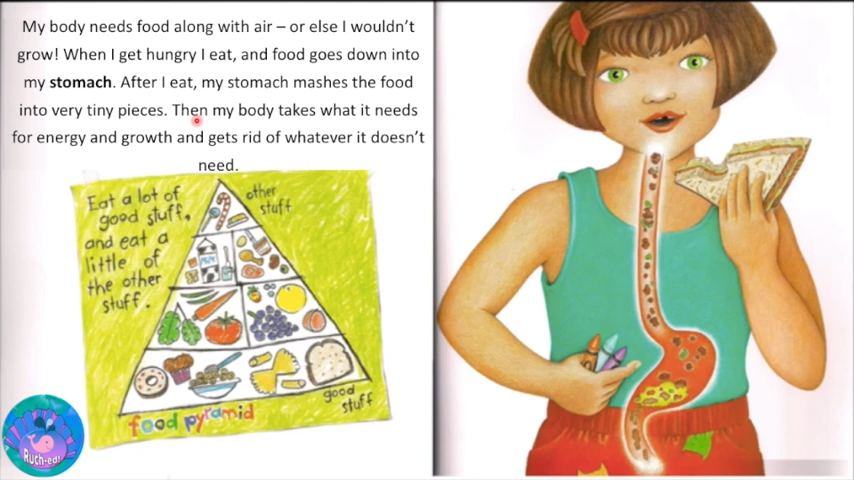 My body needs food along with air – or else I wouldn't
grow! When I get hungry I eat, and food goes down into
my stomach. After I eat, my stomach mashes the food
into very tiny pieces. Then my body takes what it needs
for energy and growth and gets rid of whatever it doesn't
need.
Eat a lot of
good stuff,
and eat a
little of
the other
stuff.
other
stuff
MILK
good
stuff
food pyramid
Ruch-ed!